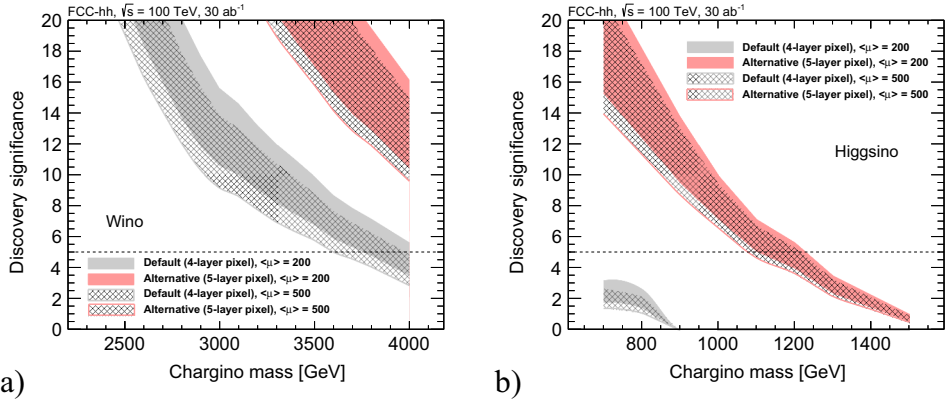 FCC-hh, √s = 100 TeV, 30 ab⁻¹
Discovery significance
20
18
16
14
12
10
8
6
4
2
0
Wino
Default (4-layer pixel), <μ> = 200
Alternative (5-layer pixel), <μ> = 200
Default (4-layer pixel), <μ> = 500
Alternative (5-layer pixel), <μ> = 500
2500 3000 3500 4000
Chargino mass [GeV]
a)
FCC-hh, √s = 100 TeV, 30 ab⁻¹
Discovery significance
20
18
16
14
12
10
8
6
4
2
0
Default (4-layer pixel), <μ> = 200
Alternative (5-layer pixel), <μ> = 200
Default (4-layer pixel), <μ> = 500
Alternative (5-layer pixel), <μ> = 500
Higgsino
800 1000 1200 1400
Chargino mass [GeV]
b)